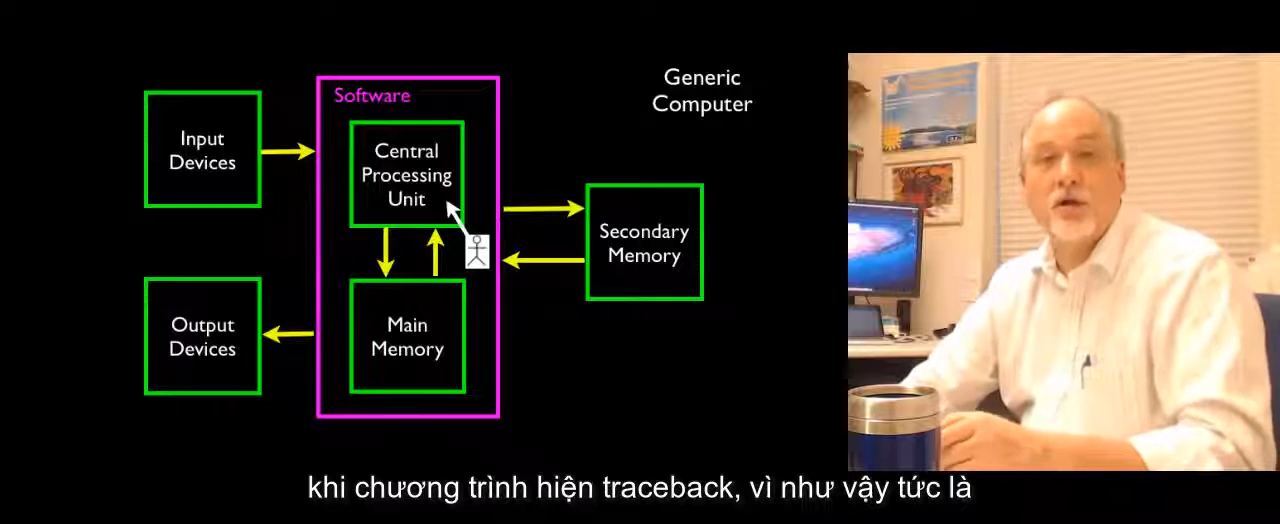 Software
Generic
Computer
Input
Devices
Central
Processing
Unit
Secondary
Memory
Output
Devices
Main
Memory
khi chương trình hiện traceback, vì như vậy tức là